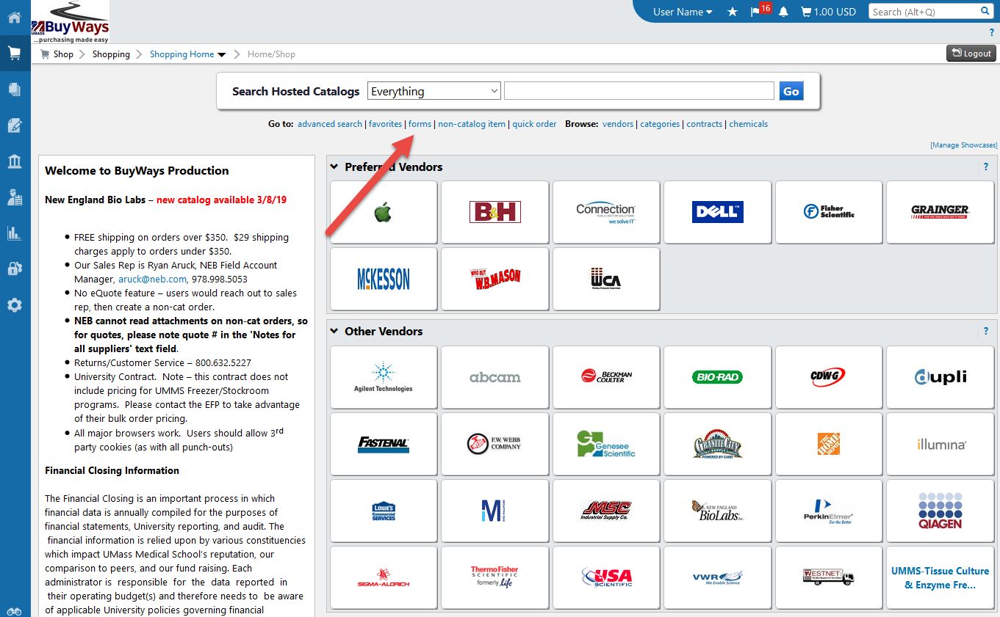 User Name
16
1.00 USD
Search (Alt+Q)
UMASS
BuyWays
...purchasing made easy
?
Shop
Shopping
Shopping Home
Home/Shop
Logout
Search Hosted Catalogs
Everything
Go
Go to: advanced search | favorites | forms | non-catalog item | quick order Browse: vendors | categories | contracts | chemicals
[Manage Showcases]
Welcome to BuyWays Production
New England Bio Labs – new catalog available 3/8/19
• FREE shipping on orders over $350. $29 shipping
charges apply to orders under $350.
• Our Sales Rep is Ryan Aruck, NEB Field Account
Manager, aruck@neb.com, 978.998.5053
• No eQuote feature – users would reach out to sales
rep, then create a non-cat order.
• NEB cannot read attachments on non-cat orders, so
for quotes, please note quote # in the 'Notes for
all suppliers' text field.
• Returns/Customer Service – 800.632.5227
• University Contract. Note – this contract does not
include pricing for UMMS Freezer/Stockroom
programs. Please contact the EFP to take advantage
of their bulk order pricing.
• All major browsers work. Users should allow 3rd
party cookies (as with all punch-outs)
Financial Closing Information
The Financial Closing is an important process in which
financial data is annually compiled for the purposes of
financial statements, University reporting, and audit. The
financial information is relied upon by various constituencies
which impact UMass Medical School's reputation, our
comparison to peers, and our fund raising. Each
administrator is responsible for the data reported in
their operating budget(s) and therefore needs to be aware
of applicable University policies governing financial
Preferred Vendors
?
B&H
Connection
PUBLIC SECTOR SOLUTIONS
we solve IT
DELL
Fisher
Scientific
GRAINGER
FOR THE ONES WHO GET IT DONE
McKESSON
WHO BUT
W.B. MASON
WCA
Other Vendors
?
Agilent Technologies
abcam
BECKMAN
COULTER
BIO-RAD
CDW-G
dupli
FASTENAL
F.W. WEBB
COMPANY
Genesee
Scientific
GRANITE CITY
POWERED BY CARE!
THE HOME DEPOT
illumina
LOWE'S
COMMERCIAL
SERVICES
M
MSC
Industrial Supply Co.
NEW ENGLAND
BioLabs Inc.
PerkinElmer
For the Better
QIAGEN
SIGMA-ALDRICH
ThermoFisher
SCIENTIFIC
formerly life
USA
SCIENTIFIC
VWR
We Enable Science
WESTNET
UMMS-Tissue Culture
& Enzyme Fre...